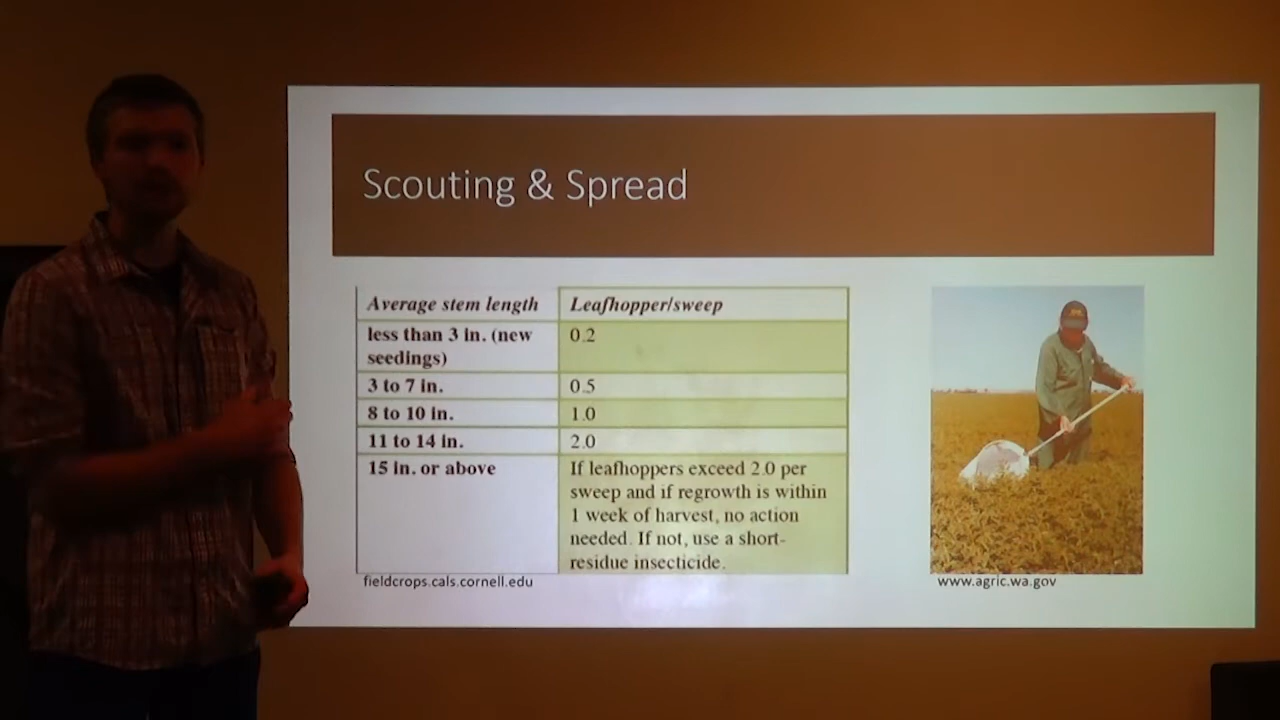 Scouting & Spread
Average stem length
Leafhopper/sweep
less than 3 in. (new
seedings)
0.2
3 to 7 in.
0.5
8 to 10 in.
1.0
11 to 14 in.
2.0
15 in. or above
If leafhoppers exceed 2.0 per
sweep and if regrowth is within
1 week of harvest, no action
needed. If not, use a short-
residue insecticide.
fieldcrops.cals.cornell.edu
www.agric.wa.gov